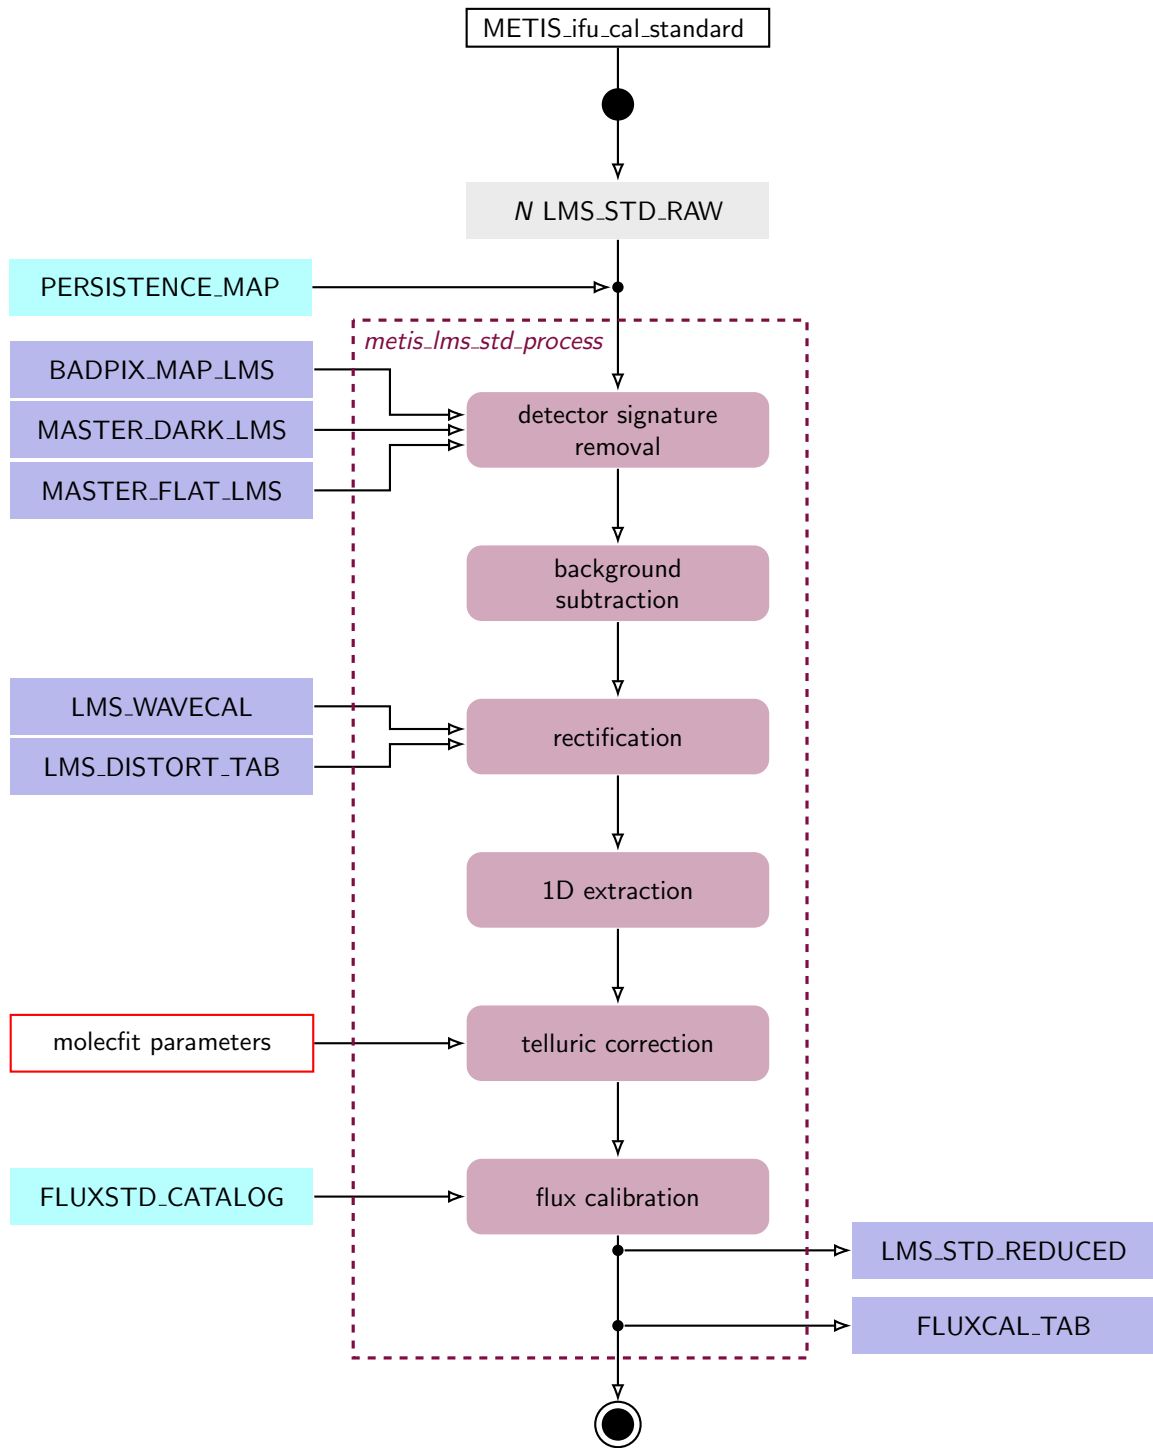 METIS_ifu_cal_standard
N LMS_STD_RAW
PERSISTENCE_MAP
metis_lms_std_process
BADPIX_MAP_LMS
MASTER_DARK_LMS
MASTER_FLAT_LMS
detector signature
removal
background
subtraction
LMS_WAVECAL
LMS_DISTORT_TAB
rectification
1D extraction
molecfit parameters
telluric correction
FLUXSTD_CATALOG
flux calibration
LMS_STD_REDUCED
FLUXCAL_TAB